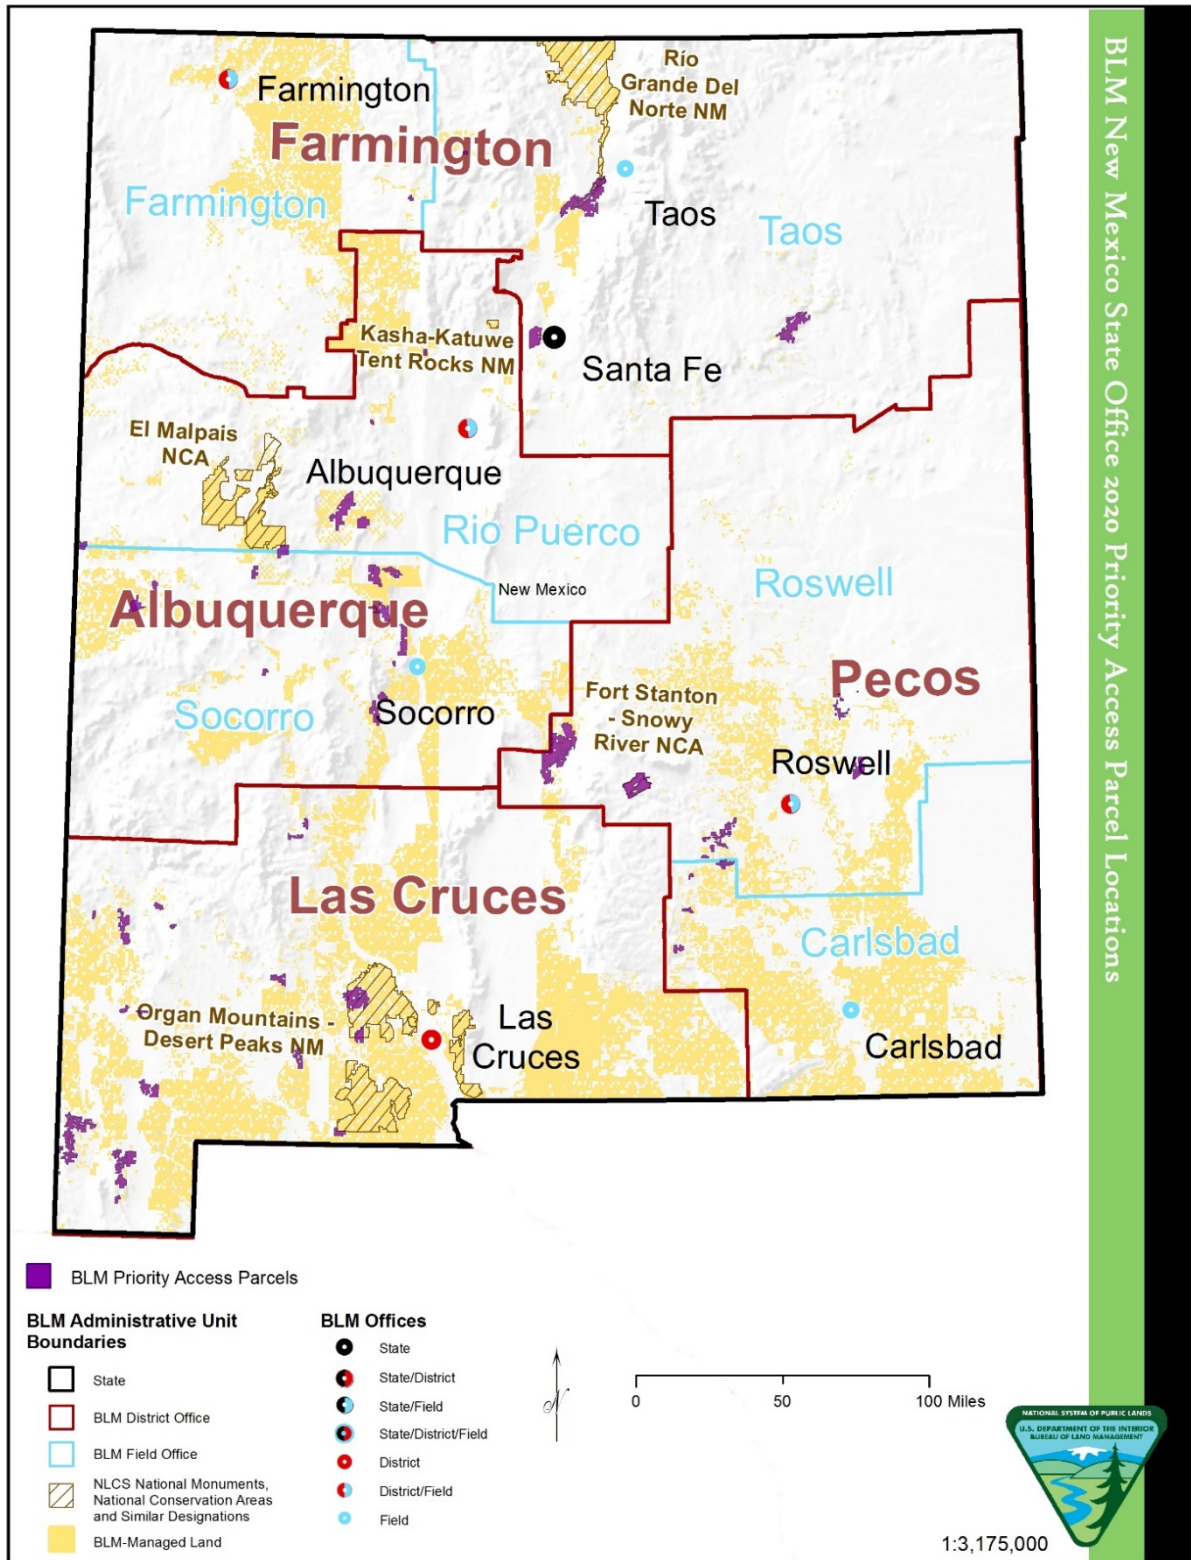 BLM New Mexico State Office 2020 Priority Access Parcel Locations
Río
Grande Del
Norte NM
Farmington
Farmington
Farmington
Taos
Taos
Kasha-Katuwe
Tent Rocks NM
Santa Fe
El Malpais
NCA
Albuquerque
Rio Puerco
New Mexico
Roswell
Albuquerque
Pecos
Fort Stanton
- Snowy
River NCA
Socorro
Socorro
Roswell
Las Cruces
Carlsbad
Organ Mountains -
Desert Peaks NM
Las
Cruces
Carlsbad
BLM Priority Access Parcels
BLM Administrative Unit
Boundaries
State
BLM District Office
BLM Field Office
NLCS National Monuments,
National Conservation Areas
and Similar Designations
BLM-Managed Land
BLM Offices
State
State/District
State/Field
State/District/Field
District
District/Field
Field
N
0 50 100 Miles
NATIONAL SYSTEM OF PUBLIC LANDS
U.S. DEPARTMENT OF THE INTERIOR
BUREAU OF LAND MANAGEMENT
1:3,175,000